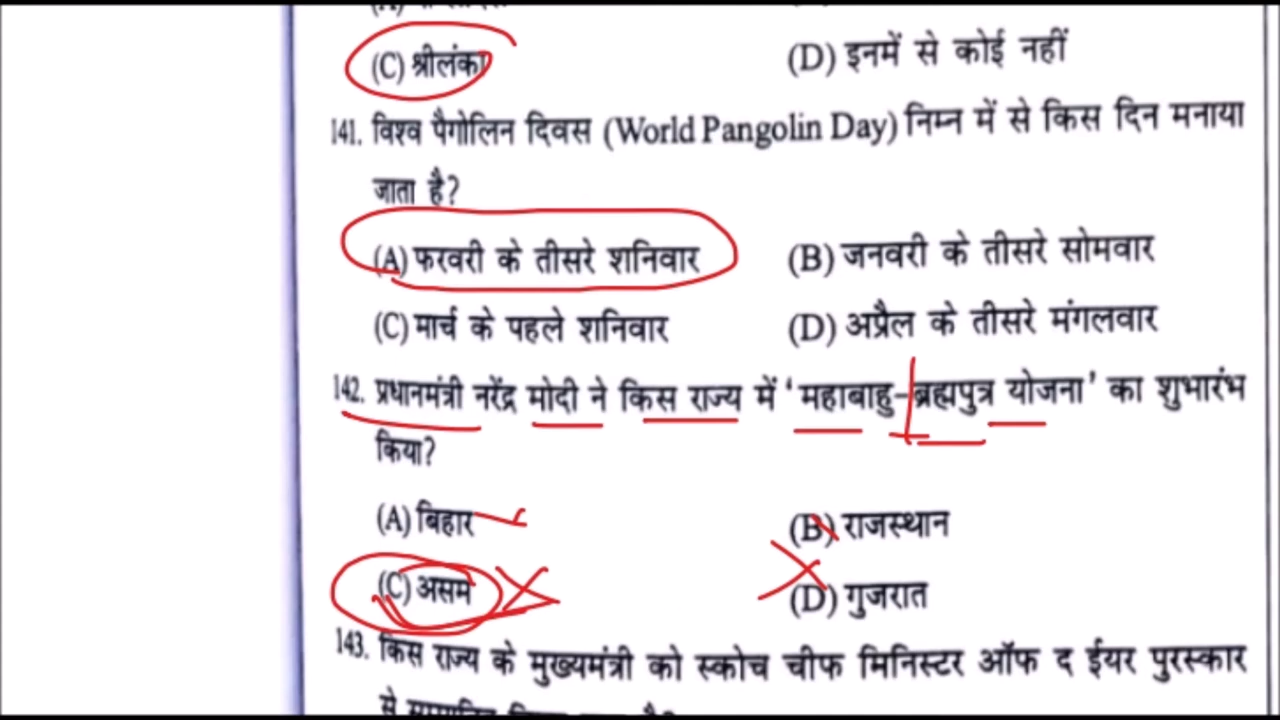 (C) श्रीलंका (D) इनमें से कोई नहीं
141. विश्व पैगोलिन दिवस (World Pangolin Day) निम्न में से किस दिन मनाया
जाता है?
(A) फरवरी के तीसरे शनिवार (B) जनवरी के तीसरे सोमवार
(C) मार्च के पहले शनिवार (D) अप्रैल के तीसरे मंगलवार
142. प्रधानमंत्री नरेंद्र मोदी ने किस राज्य में ‘महाबाहु-ब्रह्मपुत्र योजना’ का शुभारंभ
किया?
(A) बिहार (B) राजस्थान
(C) असम (D) गुजरात
143. किस राज्य के मुख्यमंत्री को स्कोच चीफ मिनिस्टर ऑफ द ईयर पुरस्कार